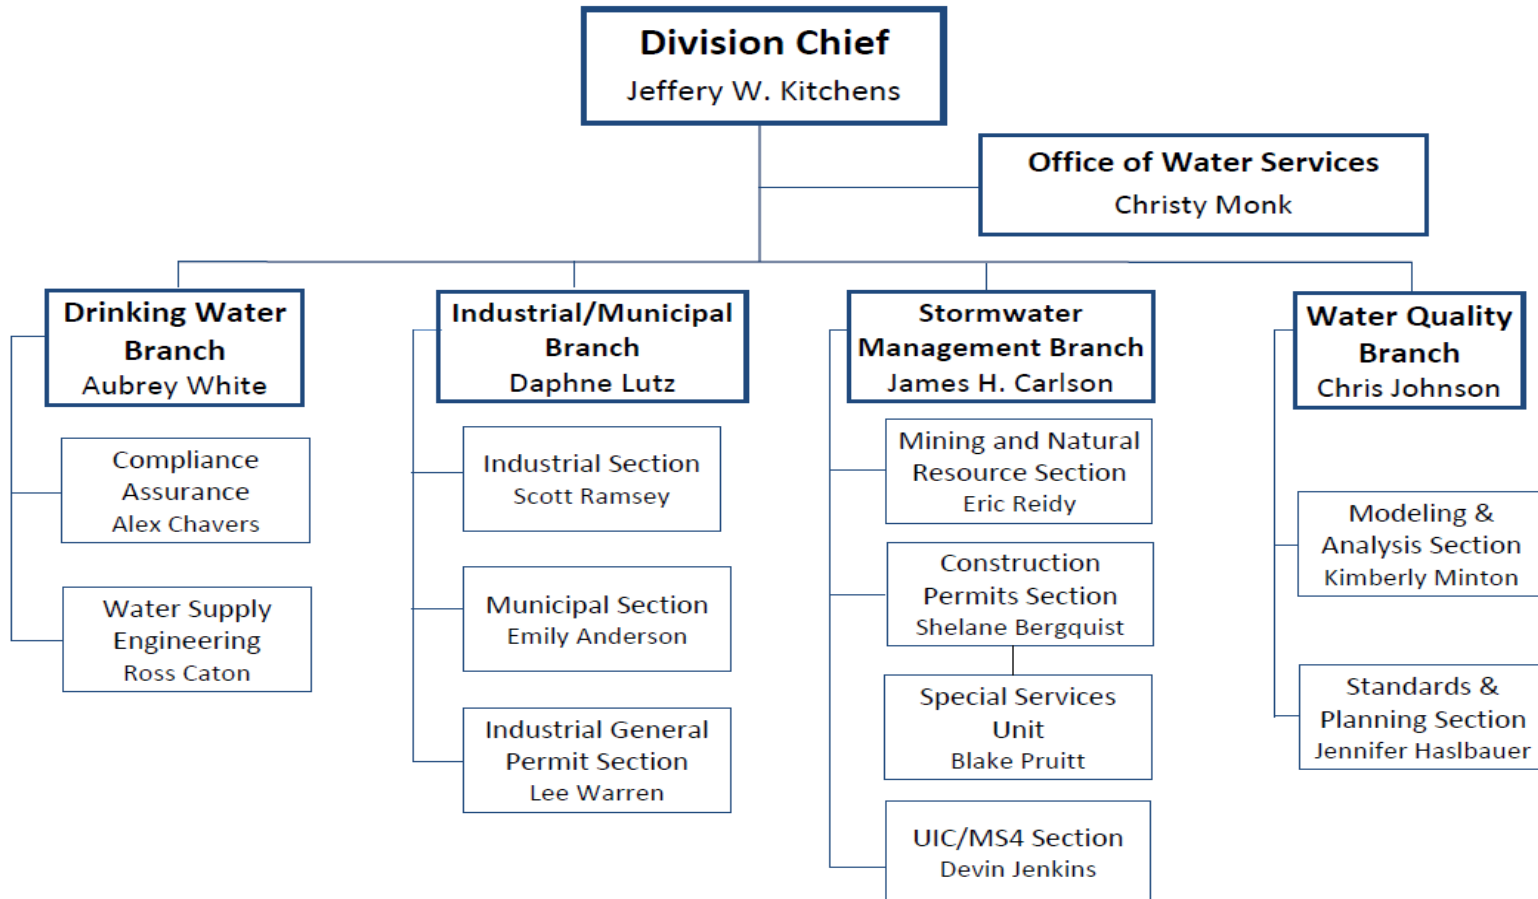 Division Chief
Jeffery W. Kitchens
Office of Water Services
Christy Monk
Drinking Water
Branch
Aubrey White
Compliance
Assurance
Alex Chavers
Water Supply
Engineering
Ross Caton
Industrial/Municipal
Branch
Daphne Lutz
Industrial Section
Scott Ramsey
Municipal Section
Emily Anderson
Industrial General
Permit Section
Lee Warren
Stormwater
Management Branch
James H. Carlson
Mining and Natural
Resource Section
Eric Reidy
Construction
Permits Section
Shelane Bergquist
Special Services
Unit
Blake Pruitt
UIC/MS4 Section
Devin Jenkins
Water Quality
Branch
Chris Johnson
Modeling &
Analysis Section
Kimberly Minton
Standards &
Planning Section
Jennifer Haslbauer